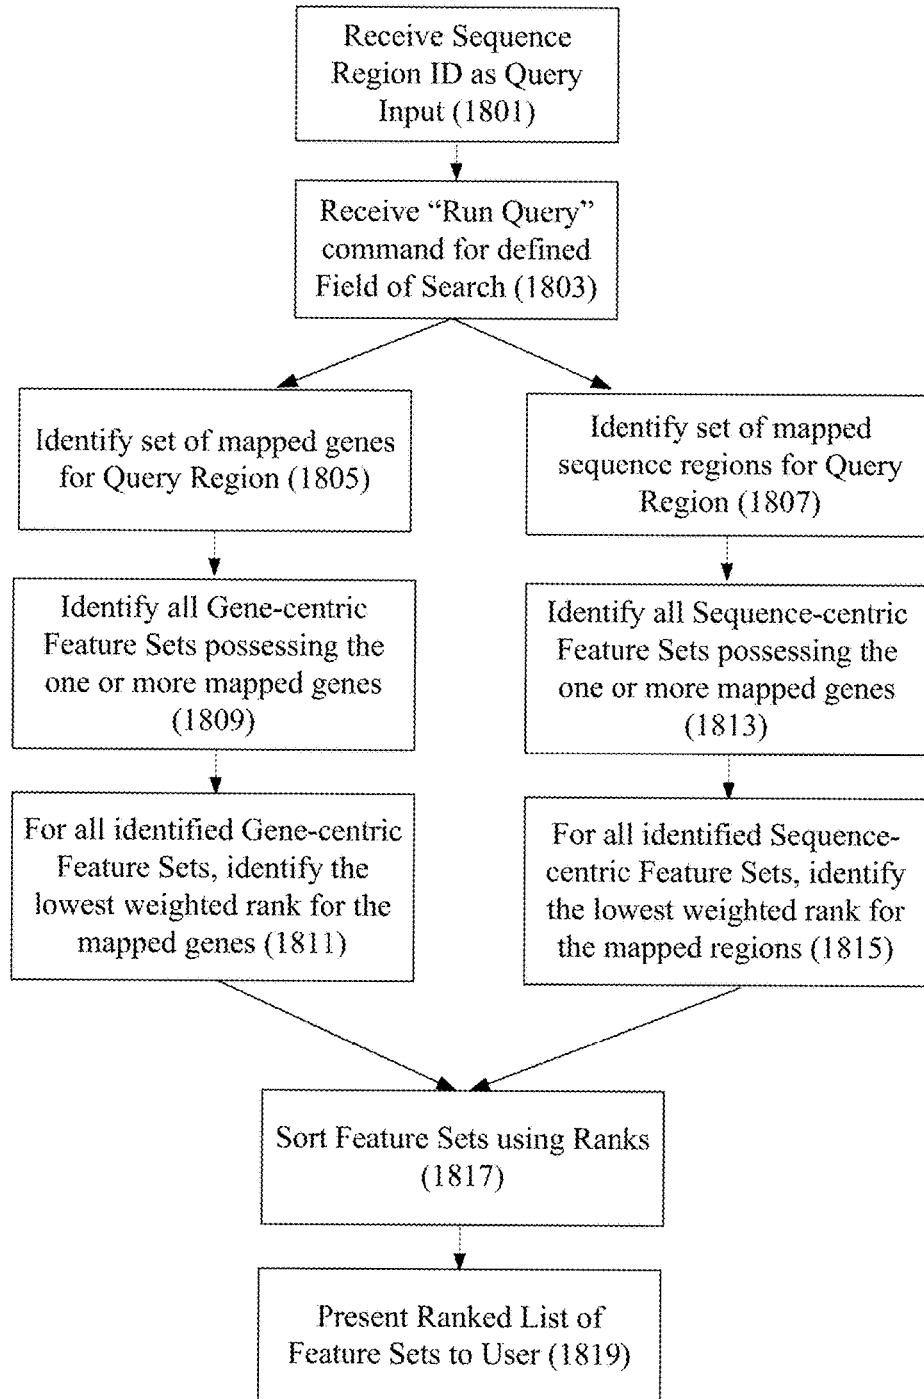 Receive Sequence
Region ID as Query
Input (1801)
Receive “Run Query”
command for defined
Field of Search (1803)
Identify set of mapped genes
for Query Region (1805)
Identify set of mapped
sequence regions for Query
Region (1807)
Identify all Gene-centric
Feature Sets possessing the
one or more mapped genes
(1809)
Identify all Sequence-centric
Feature Sets possessing the
one or more mapped genes
(1813)
For all identified Gene-centric
Feature Sets, identify the
lowest weighted rank for the
mapped genes (1811)
For all identified Sequence-
centric Feature Sets, identify
the lowest weighted rank for
the mapped regions (1815)
Sort Feature Sets using Ranks
(1817)
Present Ranked List of
Feature Sets to User (1819)